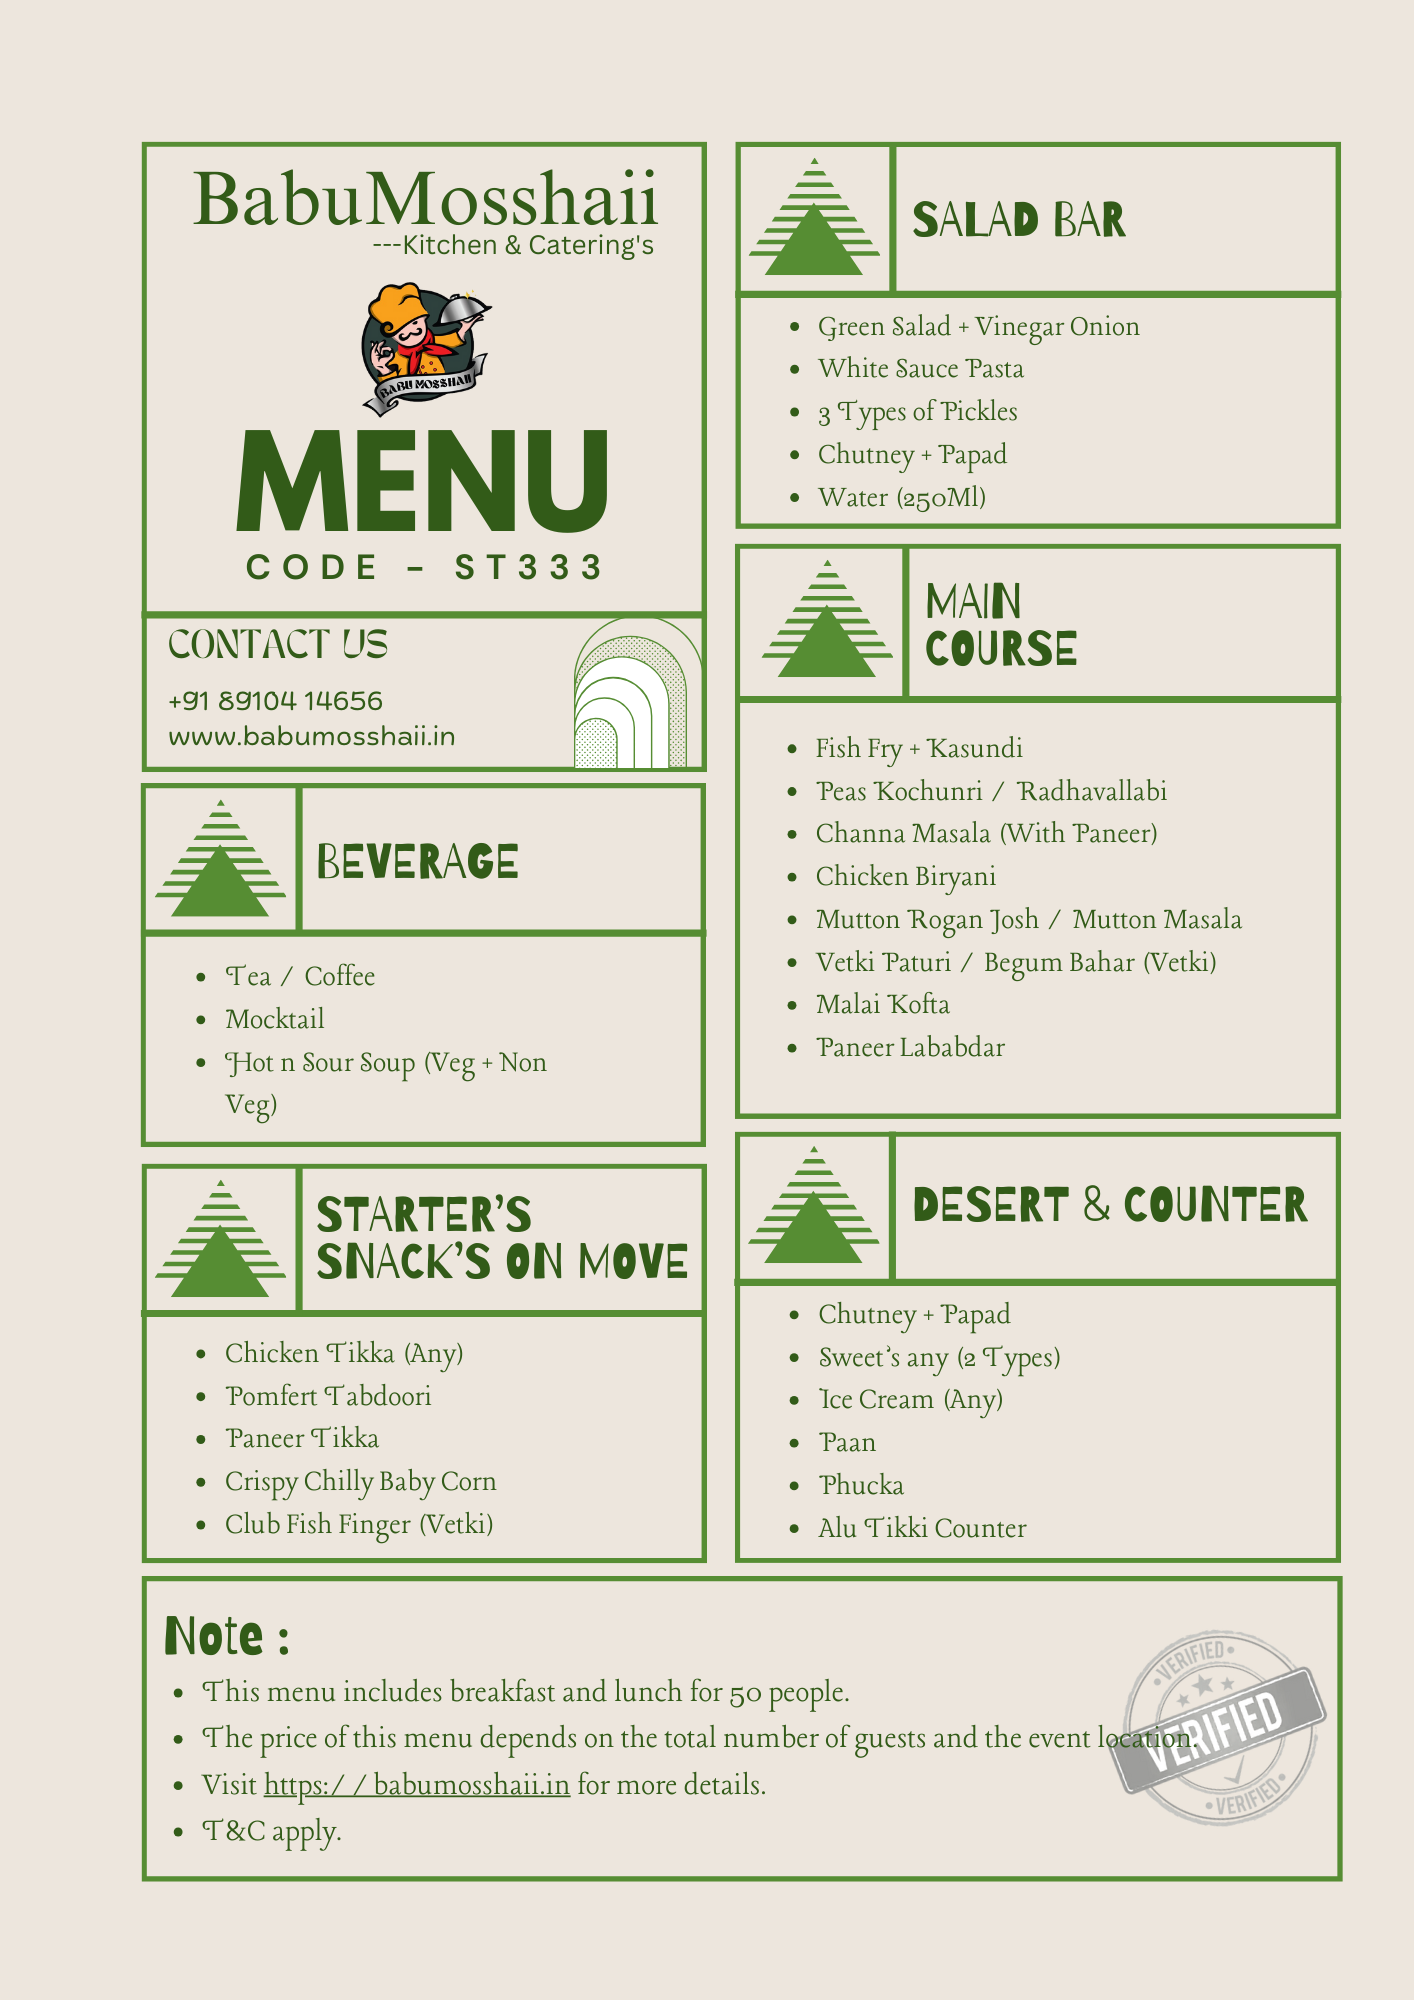 BabuMosshaii
---Kitchen & Catering's
BABU MOSSHAII
MENU
CODE - ST333
CONTACT US
+91 89104 14656
www.babumosshaii.in
BEVERAGE
Tea / Coffee
Mocktail
Hot n Sour Soup (Veg + Non
Veg)
STARTER'S
SNACK'S ON MOVE
Chicken Tikka (Any)
Pomfert Tabdoori
Paneer Tikka
Crispy Chilly Baby Corn
Club Fish Finger (Vetki)
SALAD BAR
Green Salad + Vinegar Onion
White Sauce Pasta
3 Types of Pickles
Chutney + Papad
Water (250Ml)
MAIN
COURSE
Fish Fry + Kasundi
Peas Kochunri / Radhavallabi
Channa Masala (With Paneer)
Chicken Biryani
Mutton Rogan Josh / Mutton Masala
Vetki Paturi / Begum Bahar (Vetki)
Malai Kofta
Paneer Lababdar
DESERT & COUNTER
Chutney + Papad
Sweet's any (2 Types)
Ice Cream (Any)
Paan
Phucka
Alu Tikki Counter
Note :
This menu includes breakfast and lunch for 50 people.
The price of this menu depends on the total number of guests and the event location.
Visit https://babumosshaii.in for more details.
T&C apply.
VERIFIED
VERIFIED
VERIFIED